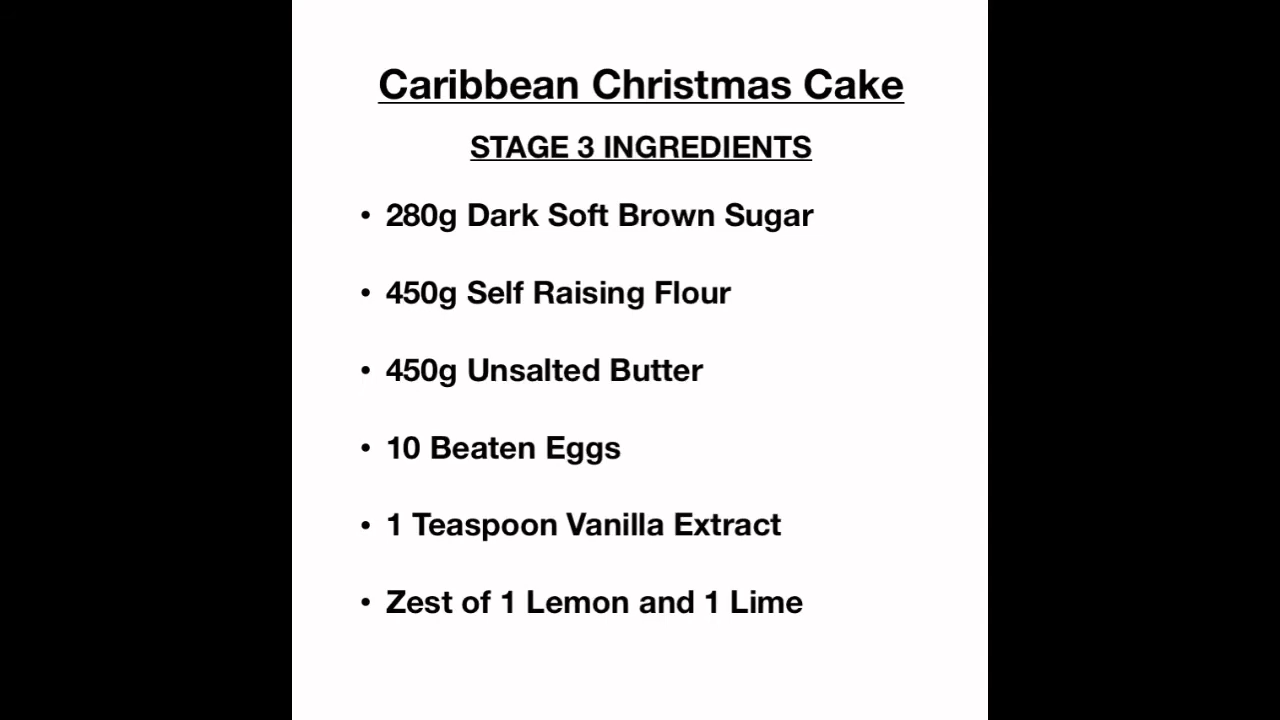 Caribbean Christmas Cake
STAGE 3 INGREDIENTS
• 280g Dark Soft Brown Sugar
• 450g Self Raising Flour
• 450g Unsalted Butter
• 10 Beaten Eggs
• 1 Teaspoon Vanilla Extract
• Zest of 1 Lemon and 1 Lime